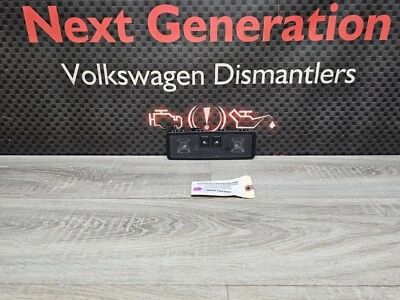 Next Generation
Volkswagen Dismantlers